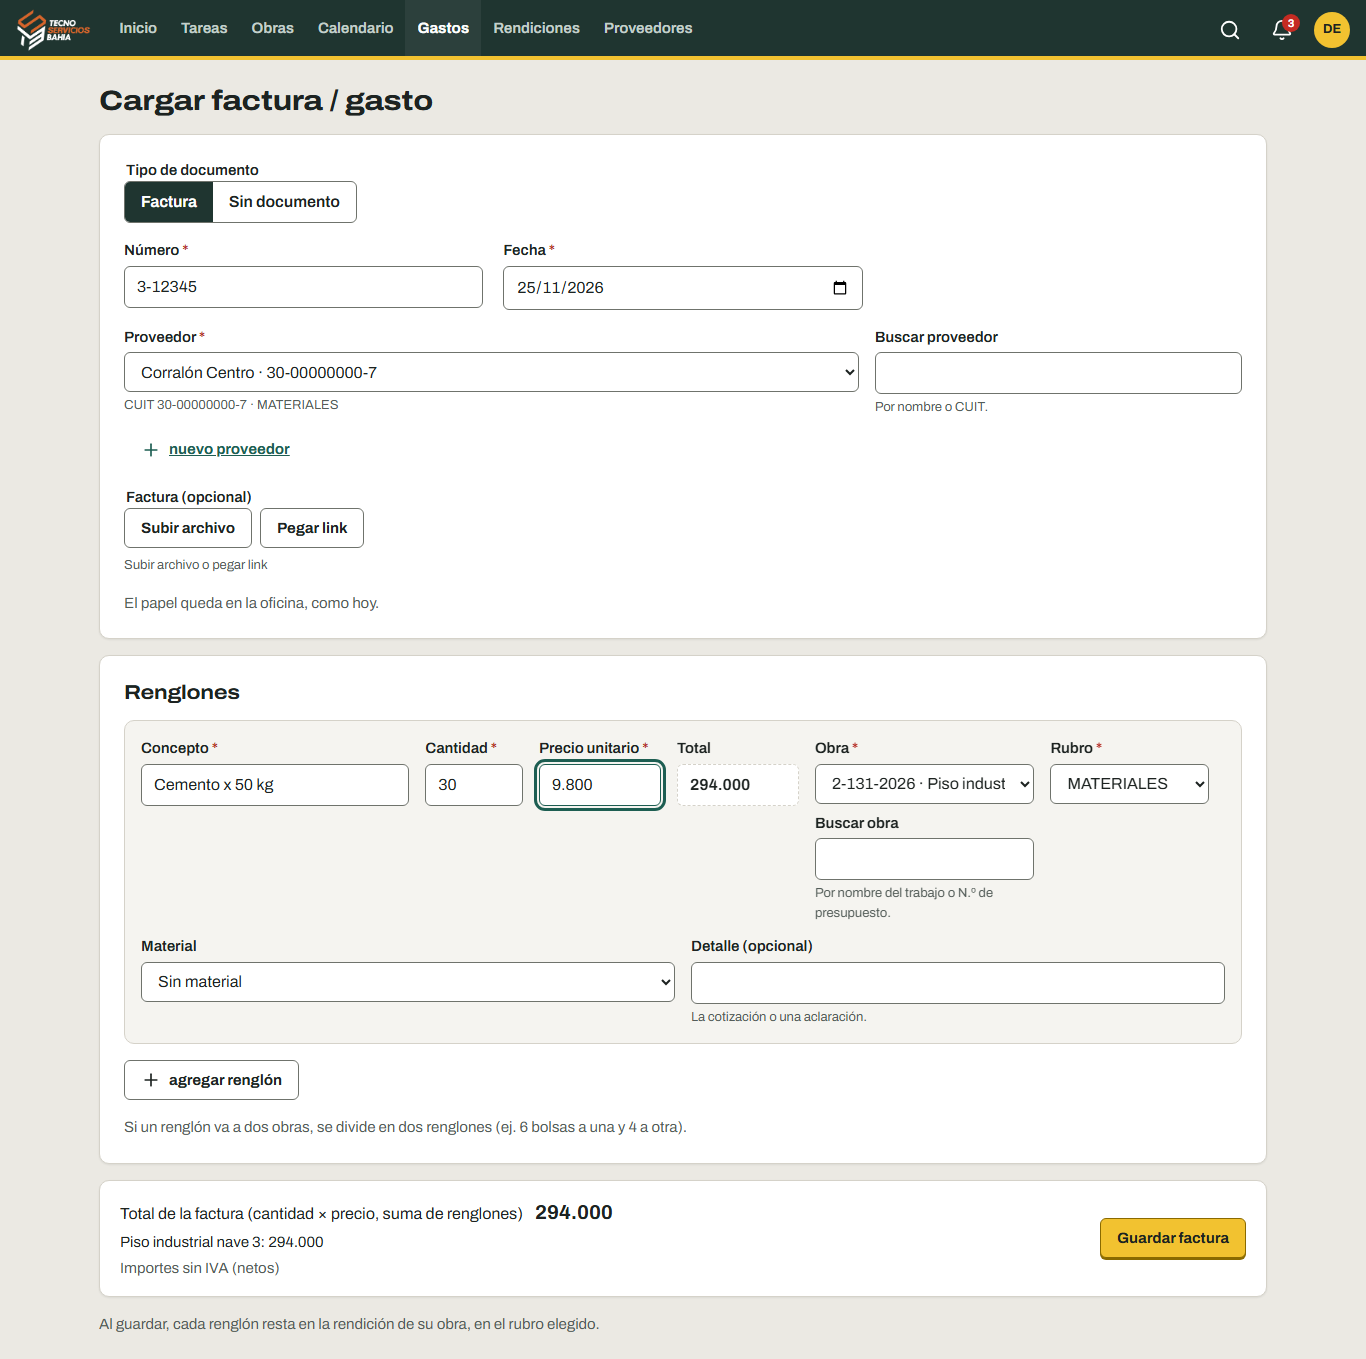 TECNO SERVICIOS BAHIA
Inicio Tareas Obras Calendario Gastos Rendiciones Proveedores 3 DE
Cargar factura / gasto
Tipo de documento
Factura Sin documento
Número * Fecha *
3-12345 25/11/2026
Proveedor * Buscar proveedor
Corralón Centro · 30-00000000-7
CUIT 30-00000000-7 · MATERIALES Por nombre o CUIT.
+ nuevo proveedor
Factura (opcional)
Subir archivo Pegar link
Subir archivo o pegar link
El papel queda en la oficina, como hoy.
Renglones
Concepto * Cantidad * Precio unitario * Total Obra * Rubro *
Cemento x 50 kg 30 9.800 294.000 2-131-2026 · Piso indust MATERIALES
Buscar obra
Por nombre del trabajo o N.º de
presupuesto.
Material Detalle (opcional)
Sin material
La cotización o una aclaración.
+ agregar renglón
Si un renglón va a dos obras, se divide en dos renglones (ej. 6 bolsas a una y 4 a otra).
Total de la factura (cantidad × precio, suma de renglones) 294.000
Piso industrial nave 3: 294.000
Importes sin IVA (netos)
Guardar factura
Al guardar, cada renglón resta en la rendición de su obra, en el rubro elegido.